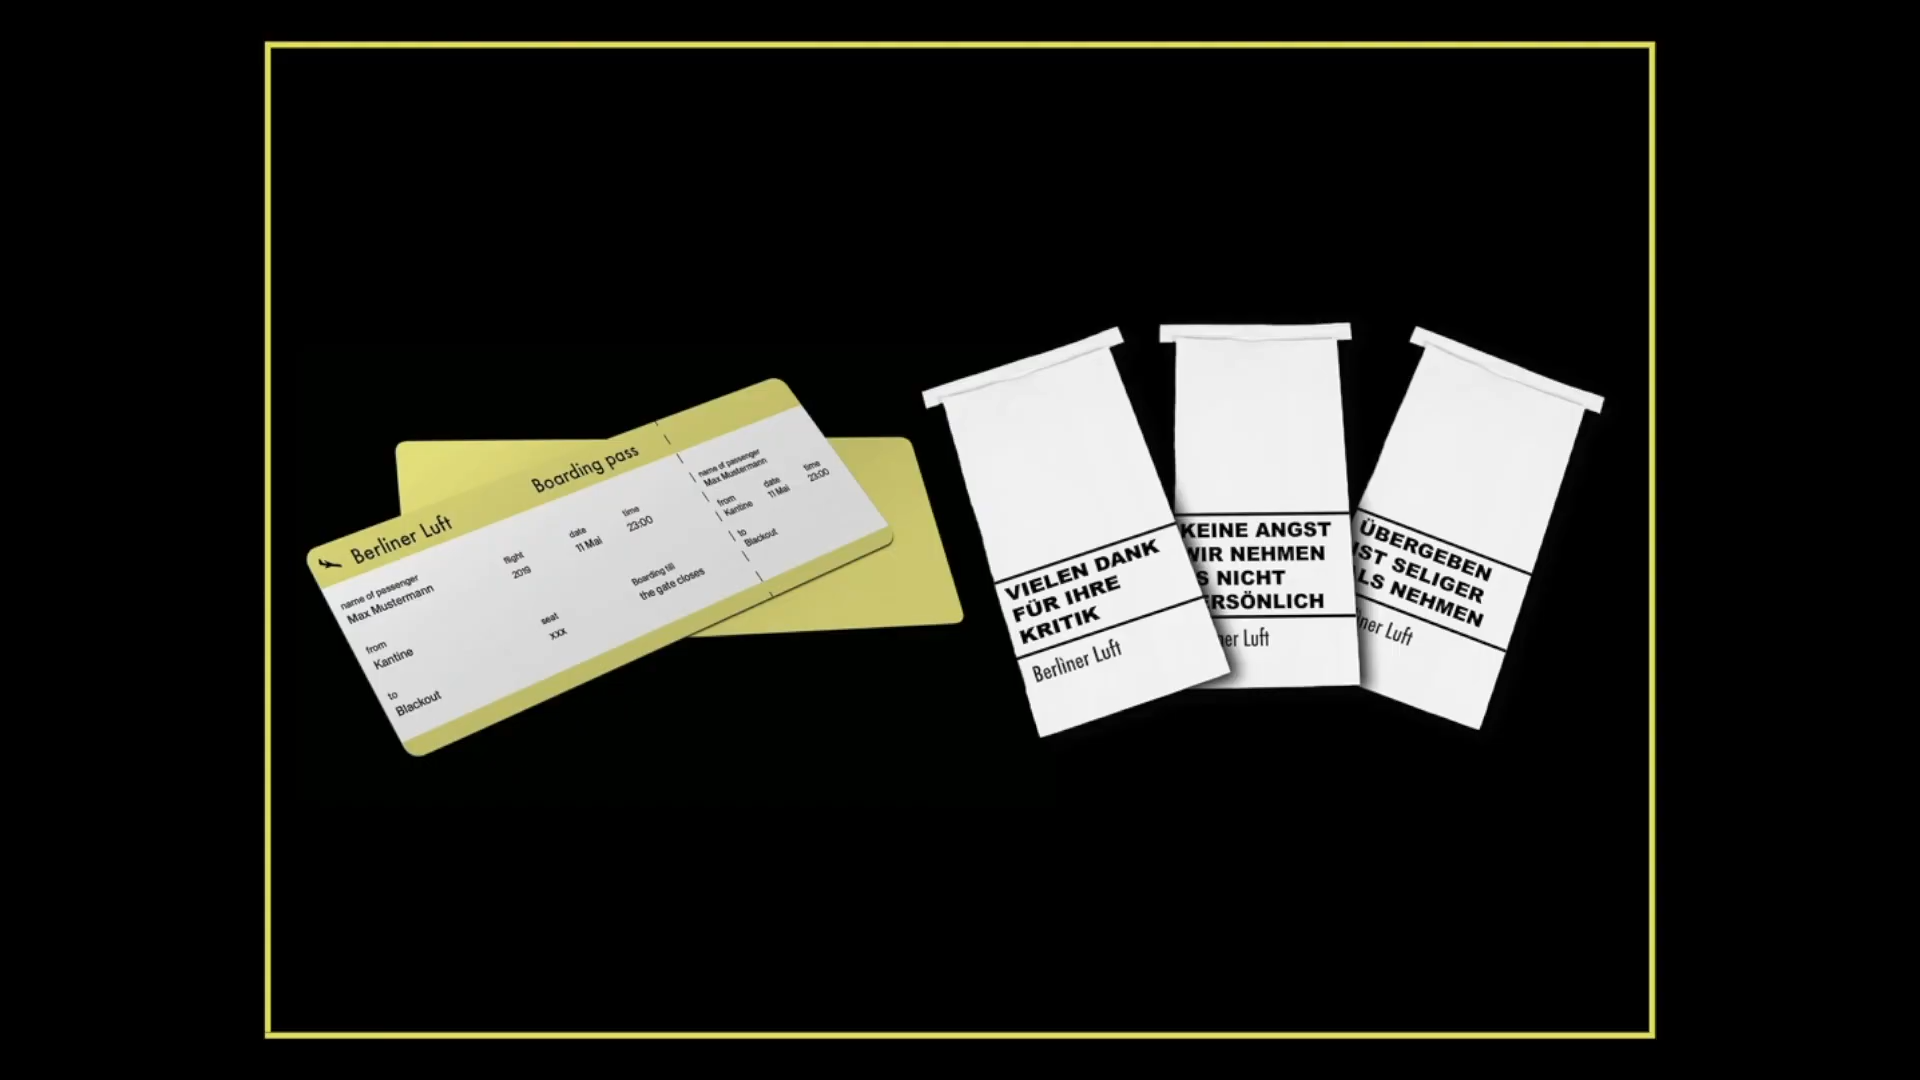 Berliner Luft
Boarding pass
name of passenger
Max Mustermann
flight
2019
date
11 Mai
time
23:00
from
Kantine
seat
xxx
Boarding till
the gate closes
to
Blackout
name of passenger
Max Mustermann
from
Kantine
date
11 Mai
time
23:00
to
Blackout
VIELEN DANK
FÜR IHRE
KRITIK
Berliner Luft
KEINE ANGST
WIR NEHMEN
S NICHT
ERSÖNLICH
ner Luft
ÜBERGEBEN
IST SELIGER
LS NEHMEN
iner Luft